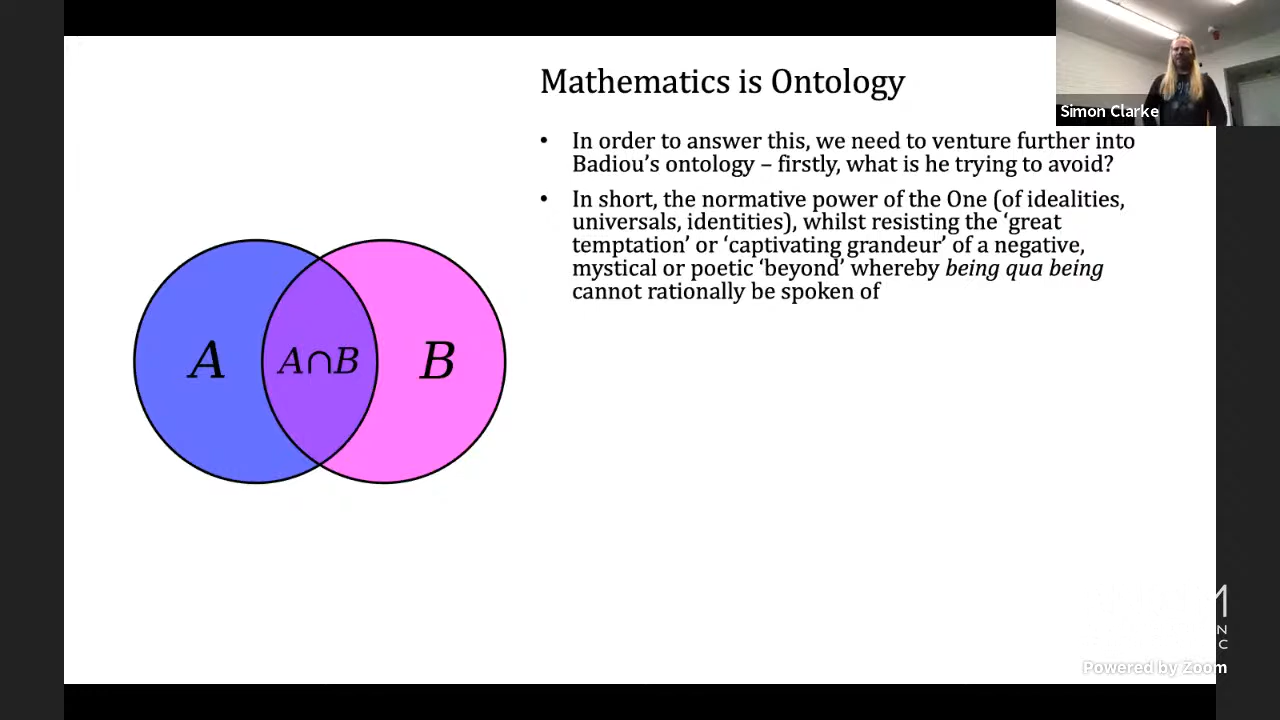 Mathematics is Ontology
Simon Clarke
• In order to answer this, we need to venture further into
Badiou’s ontology – firstly, what is he trying to avoid?
• In short, the normative power of the One (of idealities,
universals, identities), whilst resisting the ‘great
temptation’ or ‘captivating grandeur’ of a negative,
mystical or poetic ‘beyond’ whereby being qua being
cannot rationally be spoken of
A
A∩B
B
Powered by Zoom